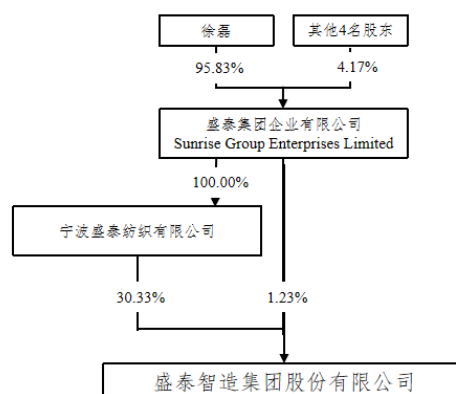 徐磊
其他4名股东
95.83%
4.17%
盛泰集团企业有限公司
Sunrise Group Enterprises Limited
100.00%
宁波盛泰纺织有限公司
30.33%
1.23%
盛泰智造集团股份有限公司